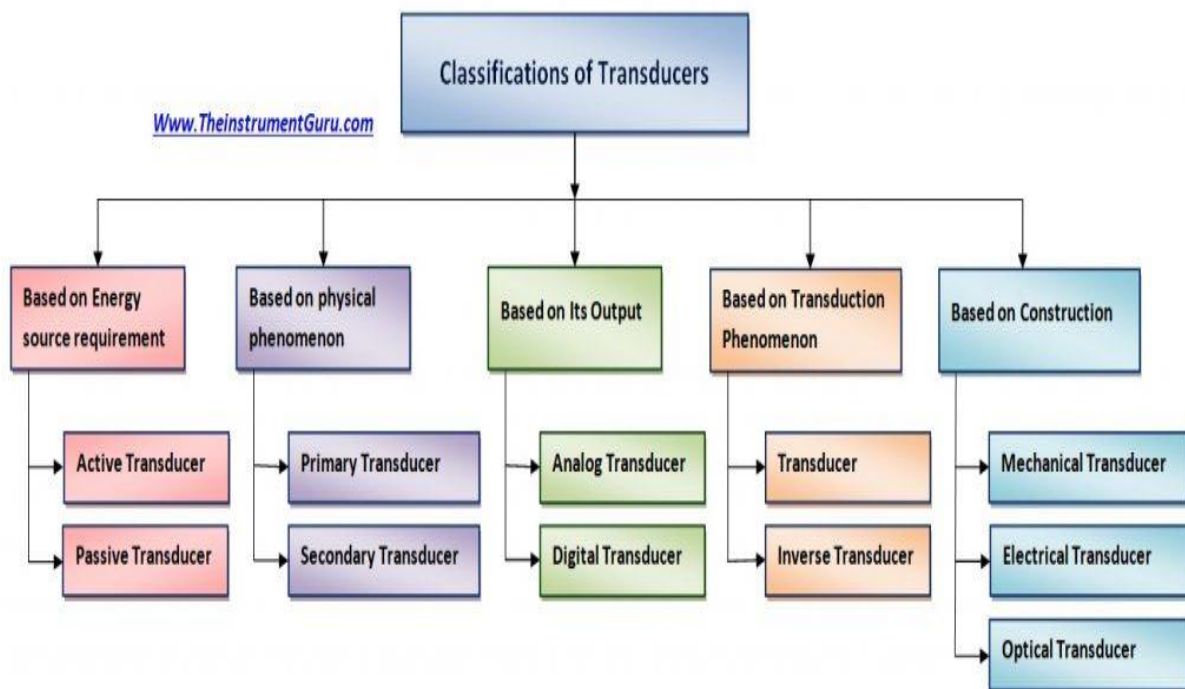 Classifications of Transducers
Www.TheinstrumentGuru.com
Based on Energy
source requirement
Active Transducer
Passive Transducer
Based on physical
phenomenon
Primary Transducer
Secondary Transducer
Based on Its Output
Analog Transducer
Digital Transducer
Based on Transduction
Phenomenon
Transducer
Inverse Transducer
Based on Construction
Mechanical Transducer
Electrical Transducer
Optical Transducer